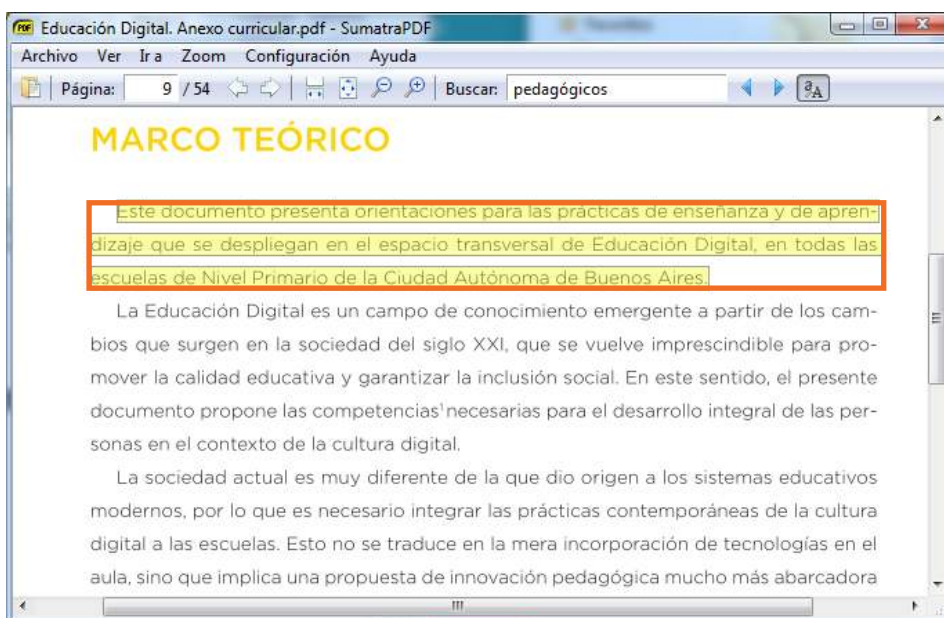 Educación Digital. Anexo curricular.pdf - SumatraPDF
Archivo Ver Ir a Zoom Configuración Ayuda
Página: 9 / 54 Buscar: pedagógicos
MARCO TEÓRICO
Este documento presenta orientaciones para las prácticas de enseñanza y de apren-
dizaje que se despliegan en el espacio transversal de Educación Digital, en todas las
escuelas de Nivel Primario de la Ciudad Autónoma de Buenos Aires.
La Educación Digital es un campo de conocimiento emergente a partir de los cam-
bios que surgen en la sociedad del siglo XXI, que se vuelve imprescindible para pro-
mover la calidad educativa y garantizar la inclusión social. En este sentido, el presente
documento propone las competencias¹ necesarias para el desarrollo integral de las per-
sonas en el contexto de la cultura digital.
La sociedad actual es muy diferente de la que dio origen a los sistemas educativos
modernos, por lo que es necesario integrar las prácticas contemporáneas de la cultura
digital a las escuelas. Esto no se traduce en la mera incorporación de tecnologías en el
aula, sino que implica una propuesta de innovación pedagógica mucho más abarcadora